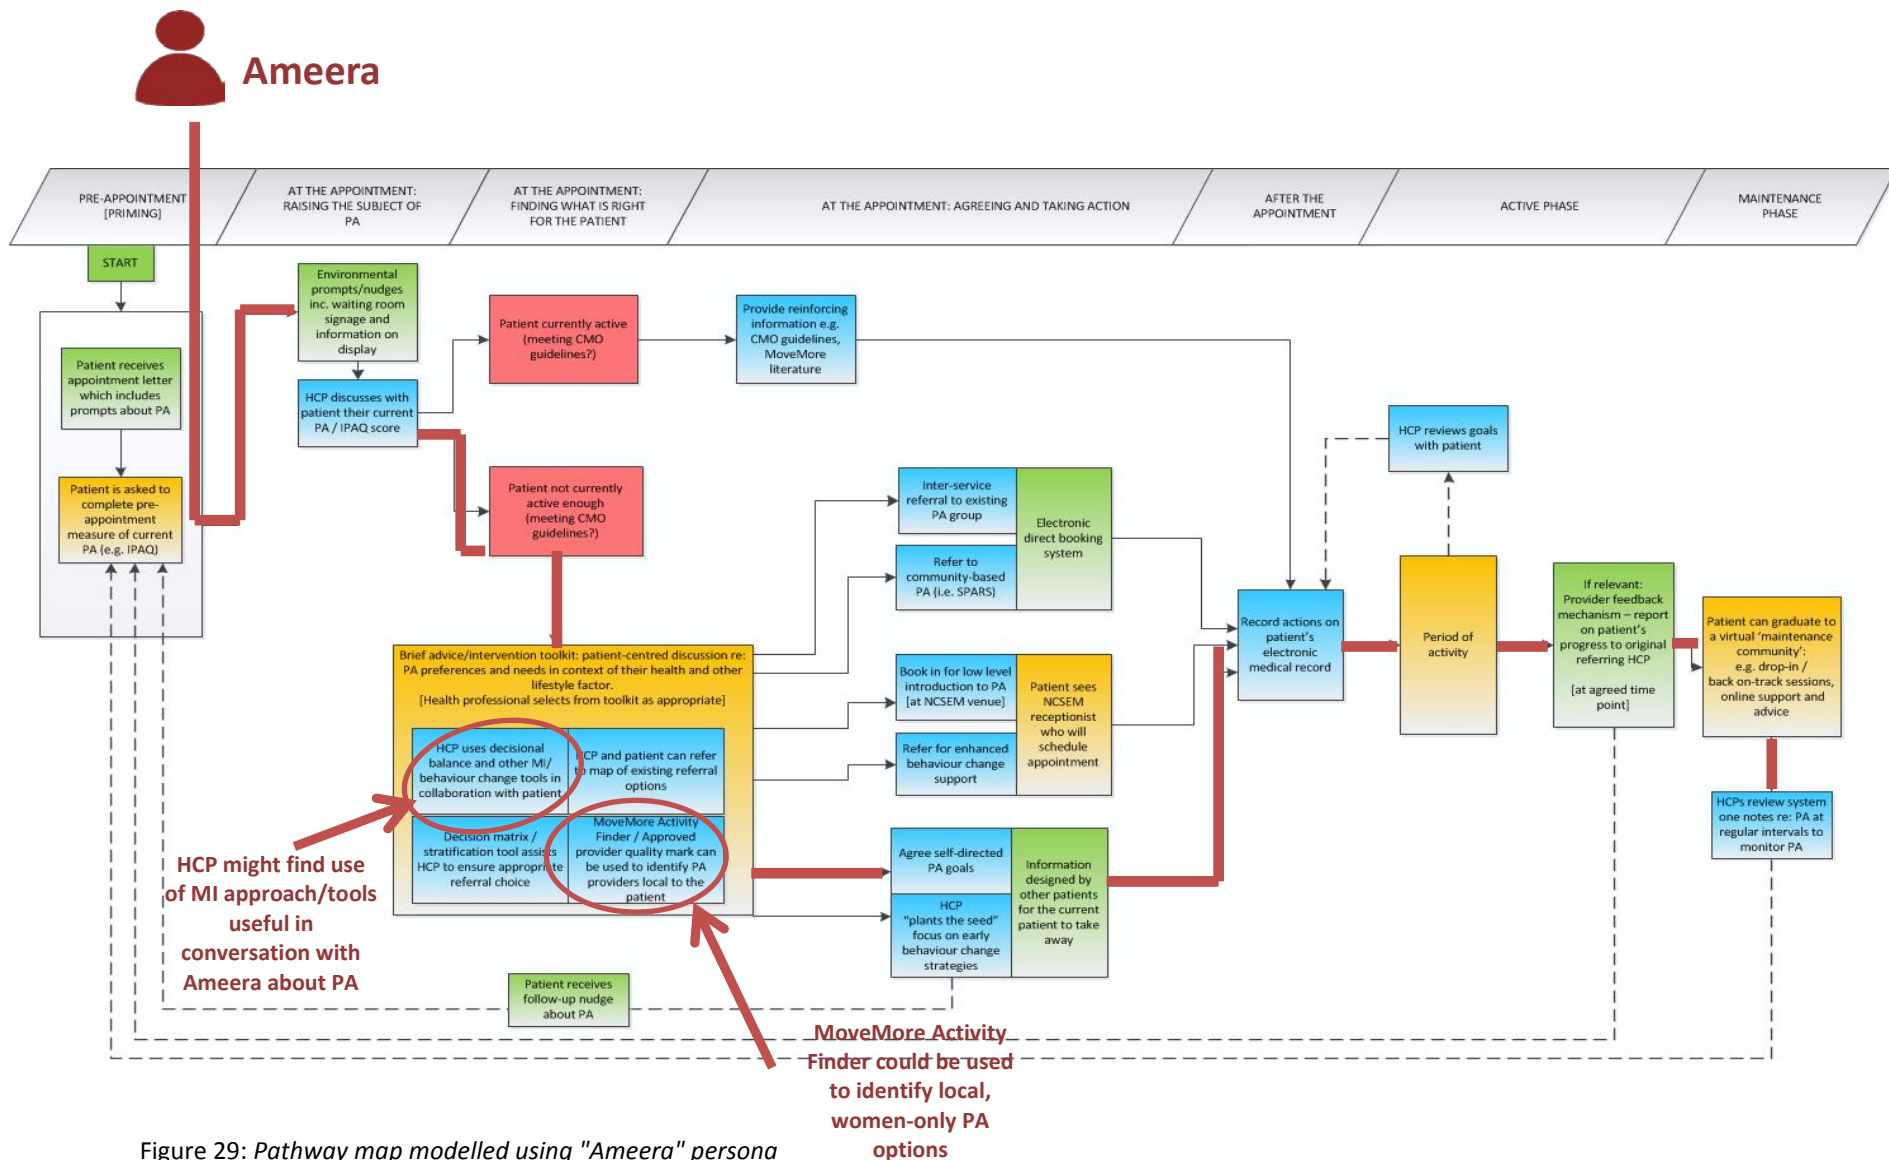 Ameera
PRE-APPOINTMENT
[PRIMING]
AT THE APPOINTMENT:
RAISING THE SUBJECT OF
PA
AT THE APPOINTMENT:
FINDING WHAT IS RIGHT
FOR THE PATIENT
AT THE APPOINTMENT: AGREEING AND TAKING ACTION
AFTER THE
APPOINTMENT
ACTIVE PHASE
MAINTENANCE
PHASE
START
Patient receives
appointment letter
which includes
prompts about PA
Patient is asked to
complete pre-
appointment
measure of current
PA (e.g. IPAQ)
Environmental
prompts/nudges
inc. waiting room
signage and
information on
display
HCP discusses with
patient their current
PA / IPAQ score
Patient currently active
(meeting CMO
guidelines?)
Patient not currently
active enough
(meeting CMO
guidelines?)
Provide reinforcing
information e.g.
CMO guidelines,
MoveMore
literature
Brief advice/intervention toolkit: patient-centred discussion re:
PA preferences and needs in context of their health and other
lifestyle factor.
[Health professional selects from toolkit as appropriate]
HCP uses decisional
balance and other MI/
behaviour change tools in
collaboration with patient
HCP and patient can refer
to map of existing referral
options
Decision matrix /
stratification tool assists
HCP to ensure appropriate
referral choice
MoveMore Activity
Finder / Approved
provider quality mark can
be used to identify PA
providers local to the
patient
Inter-service
referral to existing
PA group
Refer to
community-based
PA (i.e. SPARS)
Electronic
direct booking
system
Book in for low level
introduction to PA
[at NCSEM venue]
Refer for enhanced
behaviour change
support
Patient sees
NCSEM
receptionist
who will
schedule
appointment
Agree self-directed
PA goals
HCP
"plants the seed"
focus on early
behaviour change
strategies
Information
designed by
other patients
for the current
patient to take
away
Patient receives
follow-up nudge
about PA
Record actions on
patient's
electronic
medical record
HCP reviews goals
with patient
Period of
activity
If relevant:
Provider feedback
mechanism – report
on patient's
progress to original
referring HCP
[at agreed time
point]
Patient can graduate to
a virtual 'maintenance
community':
e.g. drop-in /
back on-track sessions,
online support and
advice
HCPs review system
one notes re: PA at
regular intervals to
monitor PA
HCP might find use
of MI approach/tools
useful in
conversation with
Ameera about PA
MoveMore Activity
Finder could be used
to identify local,
women-only PA
options
Figure 29: Pathway map modelled using "Ameera" persona